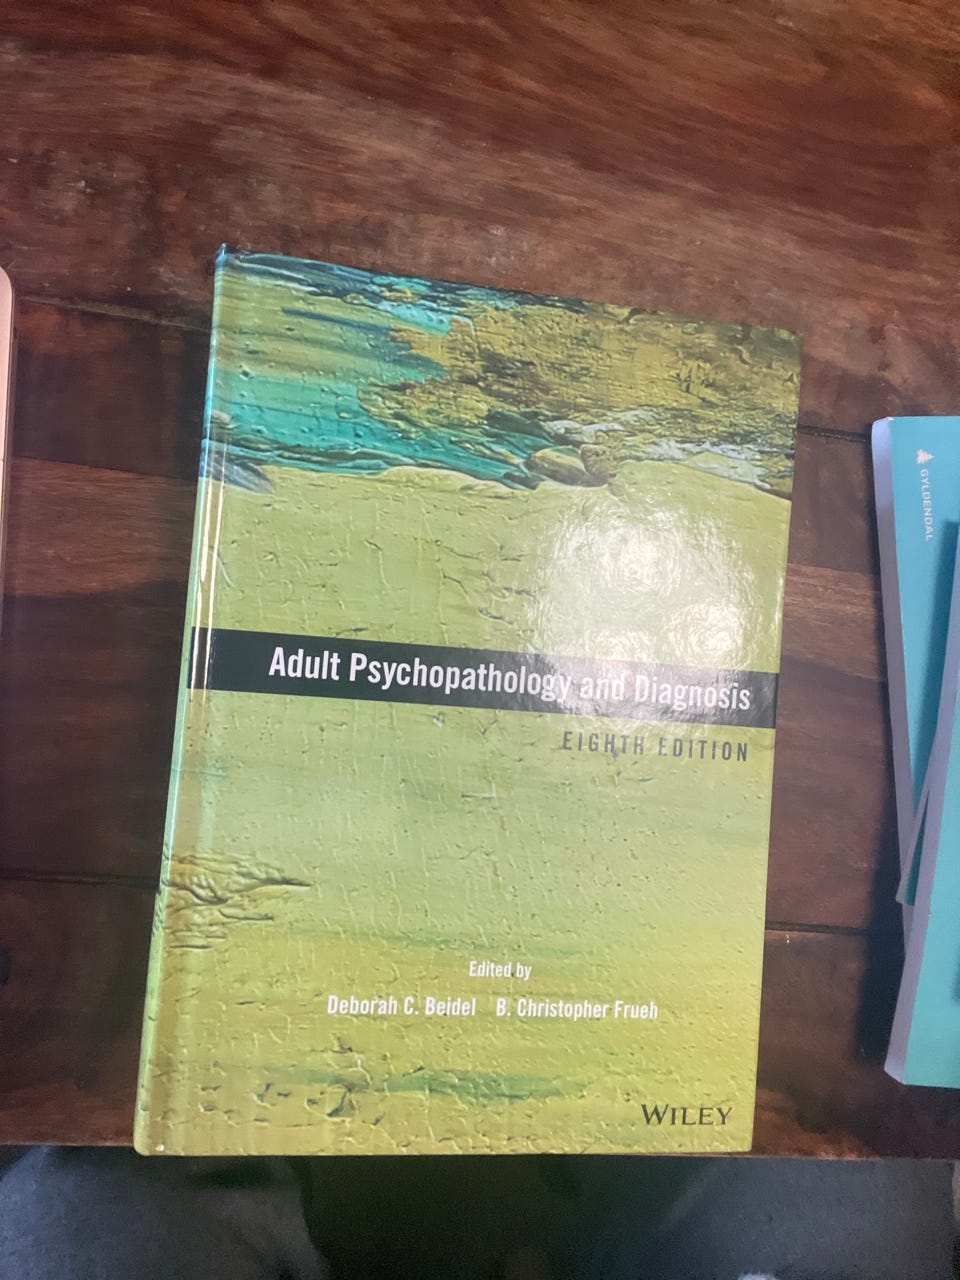 Adult Psychopathology and Diagnosis
EIGHTH EDITION
Edited by
Deborah C. Beidel B. Christopher Frueh
WILEY
GYLDENDAL